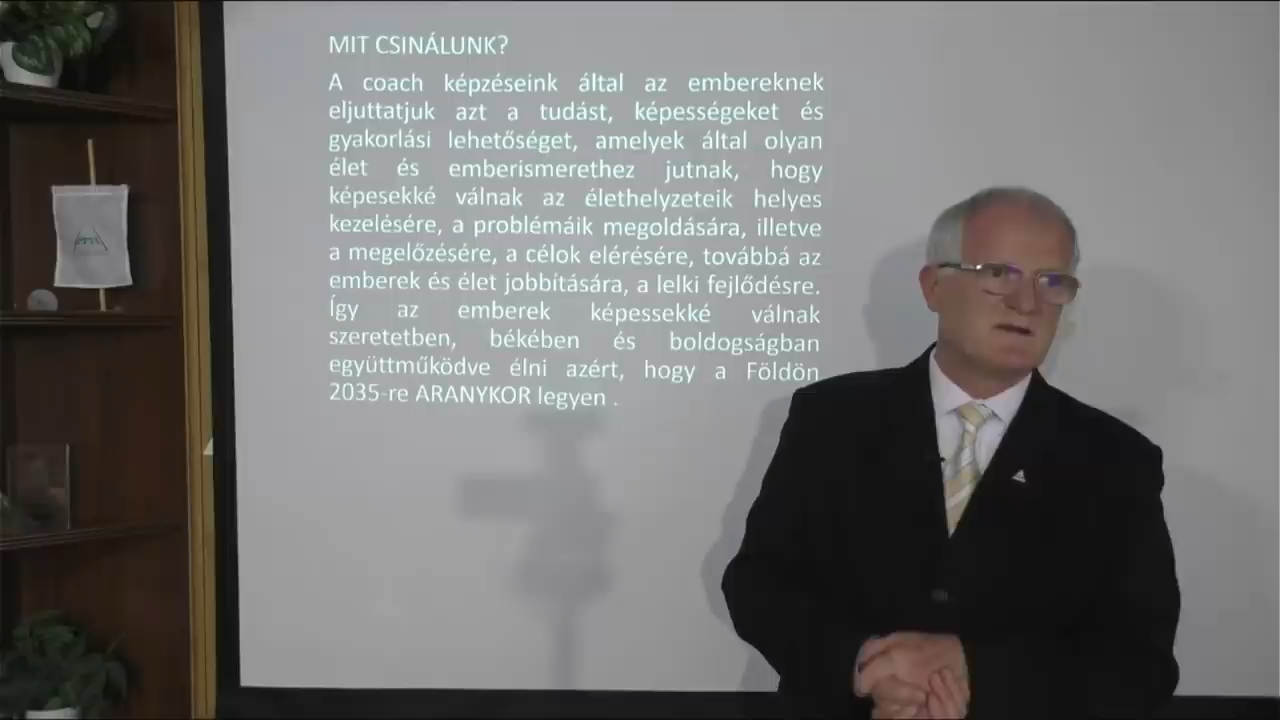 MIT CSINÁLUNK?
A coach képzéseink által az embereknek
eljuttatjuk azt a tudást, képességeket és
gyakorlási lehetőséget, amelyek által olyan
élet és emberismerethez jutnak, hogy
képesekké válnak az élethelyzeteik helyes
kezelésére, a problémáik megoldására, illetve
a megelőzésére, a célok elérésére, továbbá az
emberek és élet jobbítására, a lelki fejlődésre.
Így az emberek képessekké válnak
szeretetben, békében és boldogságban
együttműködve élni azért, hogy a Földön
2035-re ARANYKOR legyen .